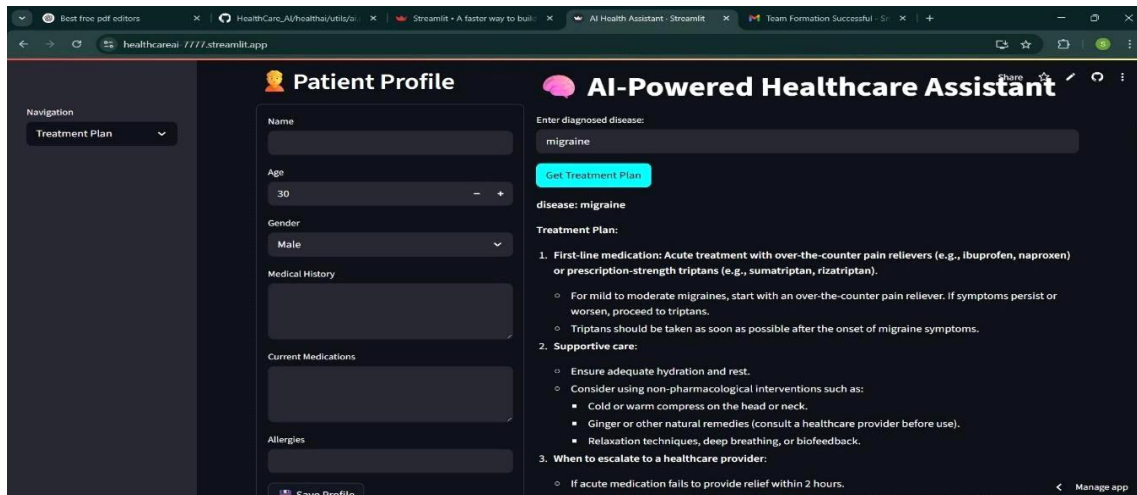 Best free pdf editors
HealthCare_AI/healthai/utils/ai
Streamlit • A faster way to buil
AI Health Assistant · Streamlit
Team Formation Successful - Sr
healthcareai-7777.streamlit.app
S
Navigation
Treatment Plan
Patient Profile
Name
Age
30
Gender
Male
Medical History
Current Medications
Allergies
Save Profile
Share
AI-Powered Healthcare Assistant
Enter diagnosed disease:
migraine
Get Treatment Plan
disease: migraine
Treatment Plan:
1. First-line medication: Acute treatment with over-the-counter pain relievers (e.g., ibuprofen, naproxen)
or prescription-strength triptans (e.g., sumatriptan, rizatriptan).
For mild to moderate migraines, start with an over-the-counter pain reliever. If symptoms persist or
worsen, proceed to triptans.
Triptans should be taken as soon as possible after the onset of migraine symptoms.
2. Supportive care:
Ensure adequate hydration and rest.
Consider using non-pharmacological interventions such as:
Cold or warm compress on the head or neck.
Ginger or other natural remedies (consult a healthcare provider before use).
Relaxation techniques, deep breathing, or biofeedback.
3. When to escalate to a healthcare provider:
If acute medication fails to provide relief within 2 hours.
Manage app